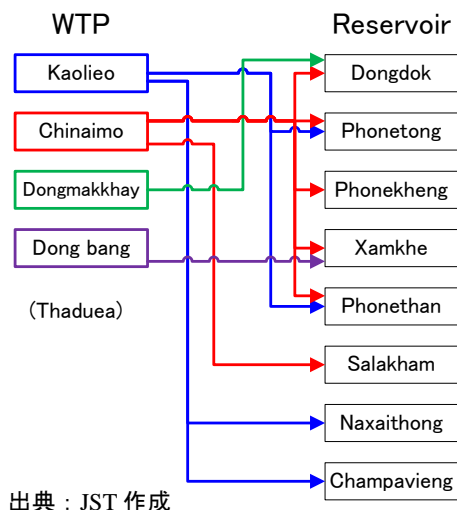 WTP
Reservoir
Kaolieo
Chinaimo
Dongmakkhay
Dong bang
(Thaduea)
Dongdok
Phonetong
Phonekheng
Xamkhe
Phonethan
Salakham
Naxaithong
Champavieng
出典：JST 作成